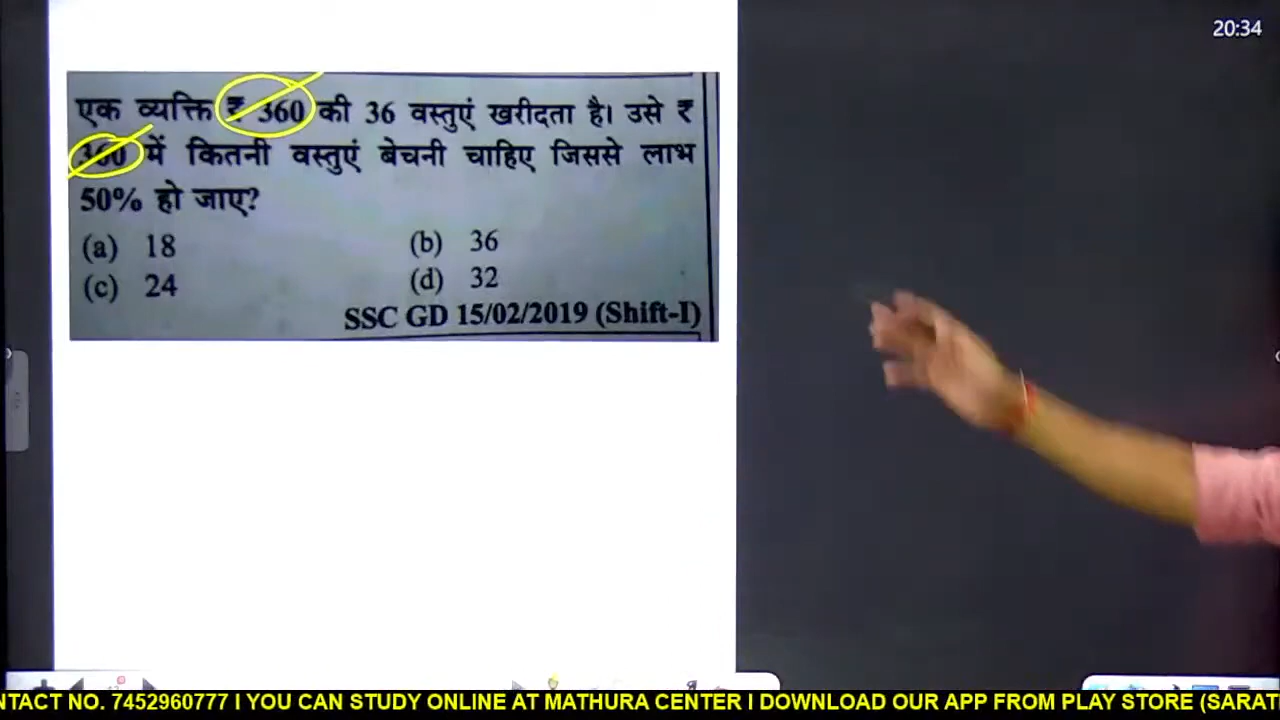 20:34
एक व्यक्ति ₹ 360 की 36 वस्तुएं खरीदता है। उसे ₹
360 में कितनी वस्तुएं बेचनी चाहिए जिससे लाभ
50% हो जाए?
(a) 18 (b) 36
(c) 24 (d) 32
SSC GD 15/02/2019 (Shift-I)
NTACT NO. 7452960777 I YOU CAN STUDY ONLINE AT MATHURA CENTER I DOWNLOAD OUR APP FROM PLAY STORE (SARAT